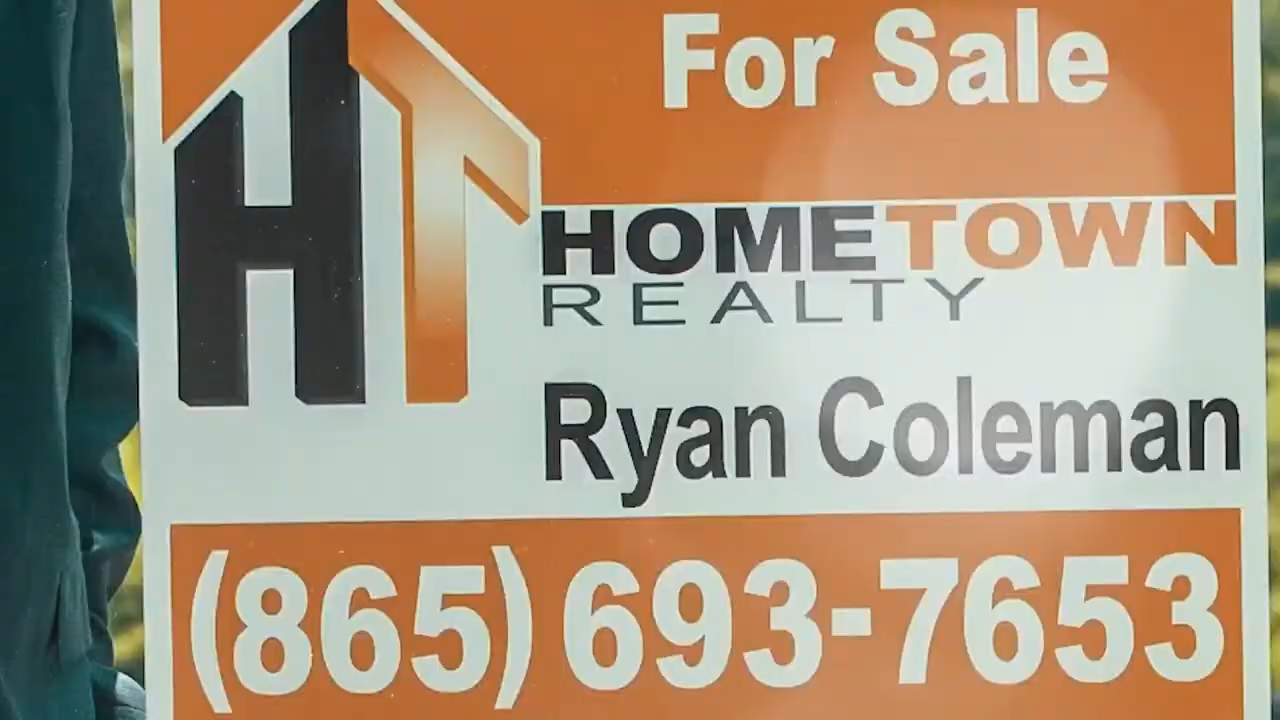 For Sale
HT
HOMETOWN
REALTY
Ryan Coleman
(865) 693-7653